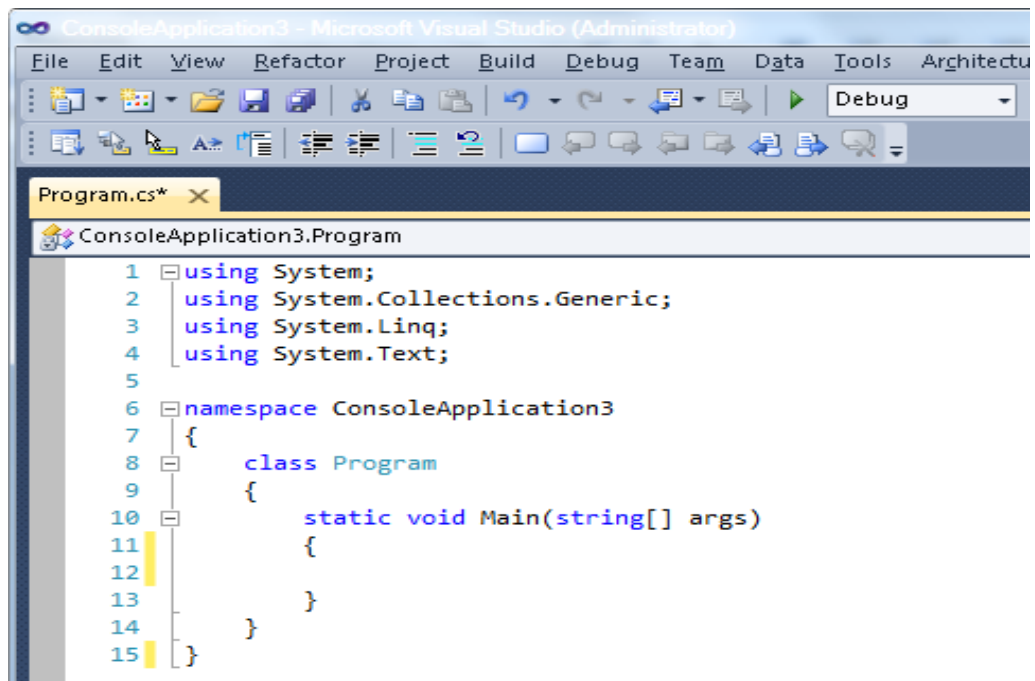 ConsoleApplication3 - Microsoft Visual Studio (Administrator)
File Edit View Refactor Project Build Debug Team Data Tools Architectu
Debug
Program.cs*
ConsoleApplication3.Program
1 using System;
2 using System.Collections.Generic;
3 using System.Linq;
4 using System.Text;
5
6 namespace ConsoleApplication3
7 {
8 class Program
9 {
10 static void Main(string[] args)
11 {
12
13 }
14 }
15 }